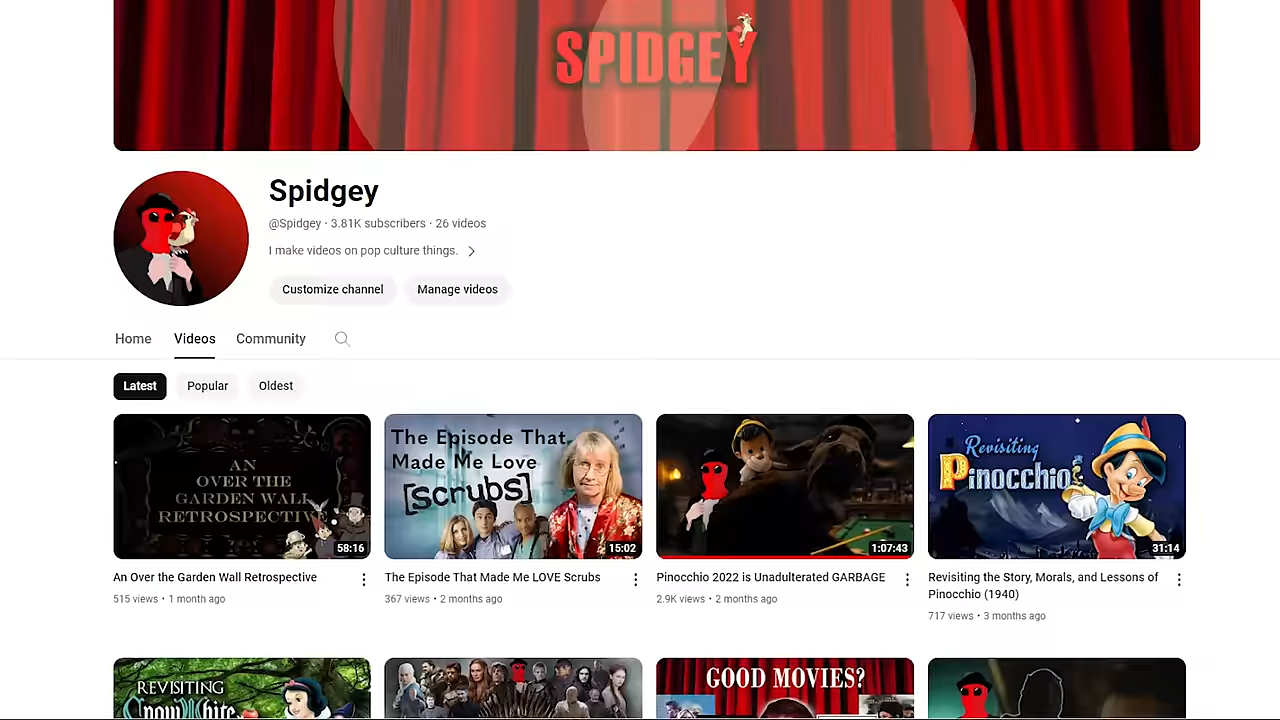 SPIDGEY
Spidgey
@Spidgey · 3.81K subscribers · 26 videos
I make videos on pop culture things.
Customize channel
Manage videos
Home
Videos
Community
Latest
Popular
Oldest
AN
OVER THE
GARDEN WALL
RETROSPECTIVE
58:16
The Episode That
Made Me Love
[scrubs]
15:02
1:07:43
Revisiting
Pinocchio
31:14
An Over the Garden Wall Retrospective
515 views • 1 month ago
The Episode That Made Me LOVE Scrubs
367 views • 2 months ago
Pinocchio 2022 is Unadulterated GARBAGE
2.9K views • 2 months ago
Revisiting the Story, Morals, and Lessons of
Pinocchio (1940)
717 views • 3 months ago
REVISITING
Snow White
GOOD MOVIES?